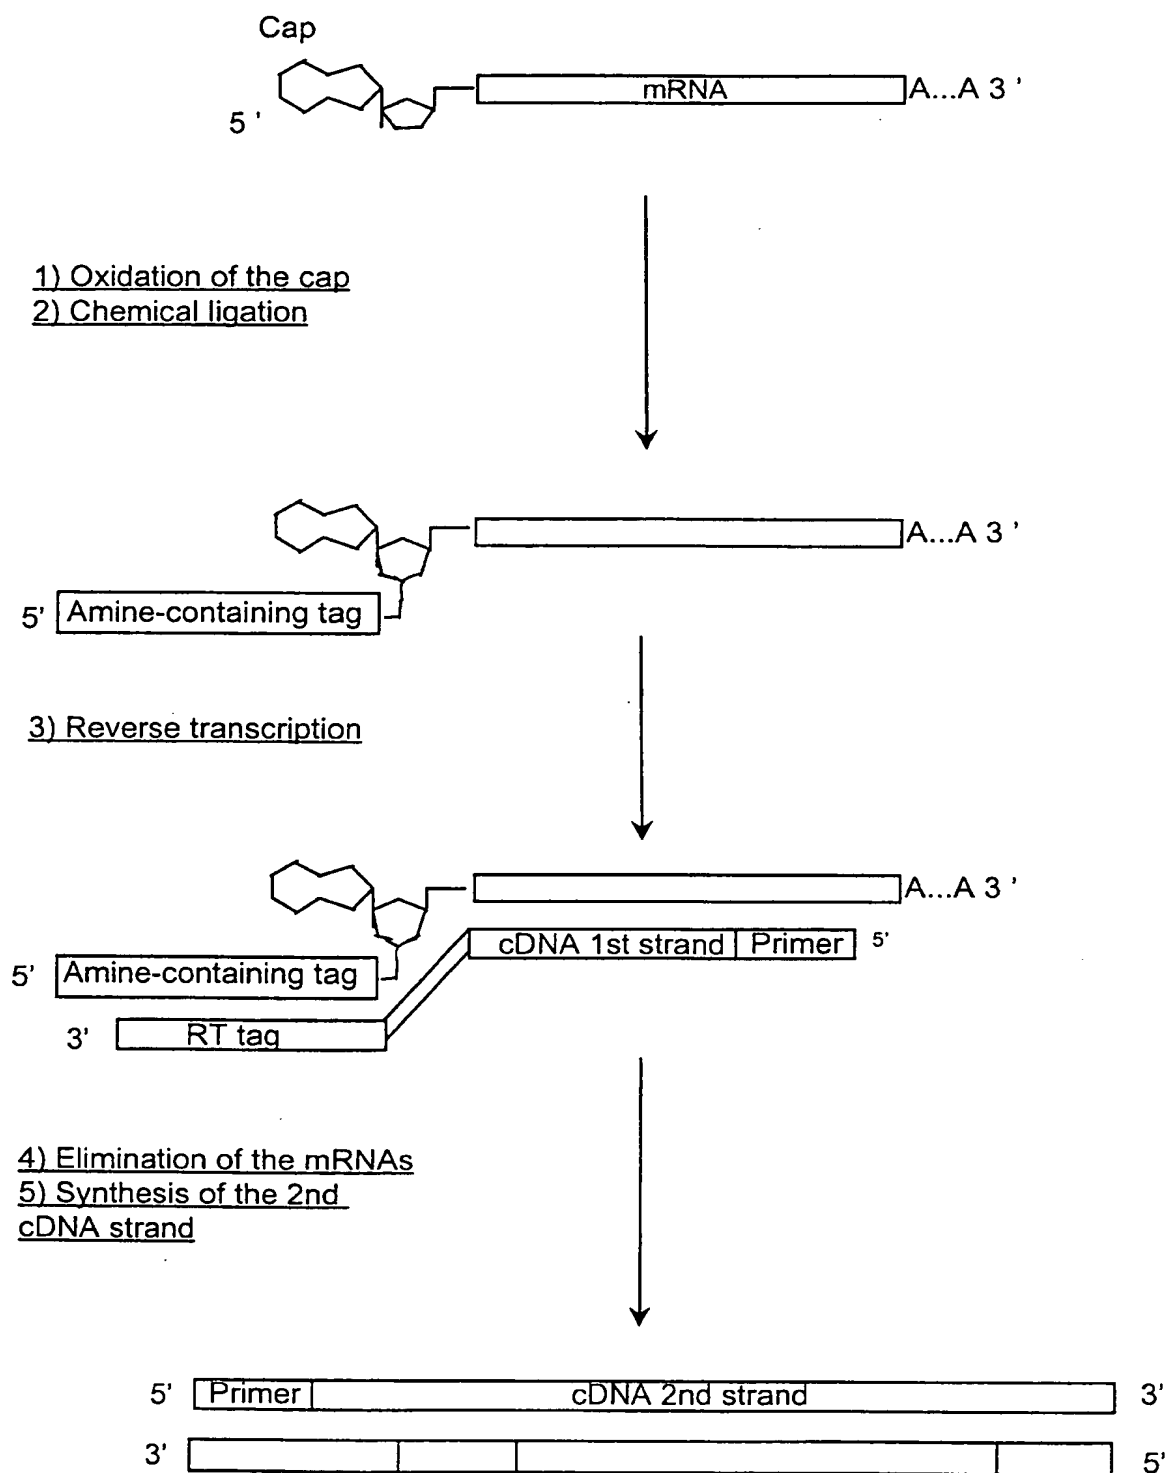 Cap
mRNA
A...A 3 '
5 '
1) Oxidation of the cap
2) Chemical ligation
A...A 3 '
5' Amine-containing tag
3) Reverse transcription
A...A 3 '
cDNA 1st strand Primer 5'
5' Amine-containing tag
3' RT tag
4) Elimination of the mRNAs
5) Synthesis of the 2nd
cDNA strand
5' Primer cDNA 2nd strand 3'
3' 5'